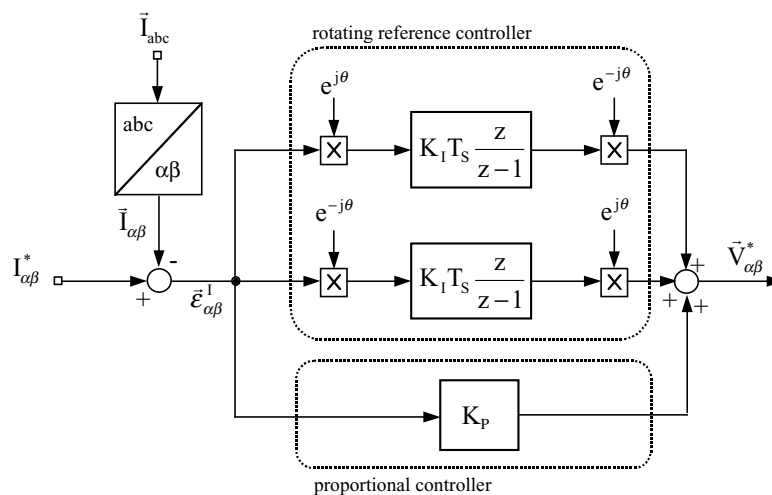 rotating reference controller
I⃗abc
e^jθ
e^-jθ
abc
αβ
×
K_I T_S z/(z−1)
×
I⃗αβ
e^-jθ
e^jθ
I*αβ
+
-
ε⃗^I αβ
×
K_I T_S z/(z−1)
×
+
+
+
V⃗*αβ
K_P
proportional controller